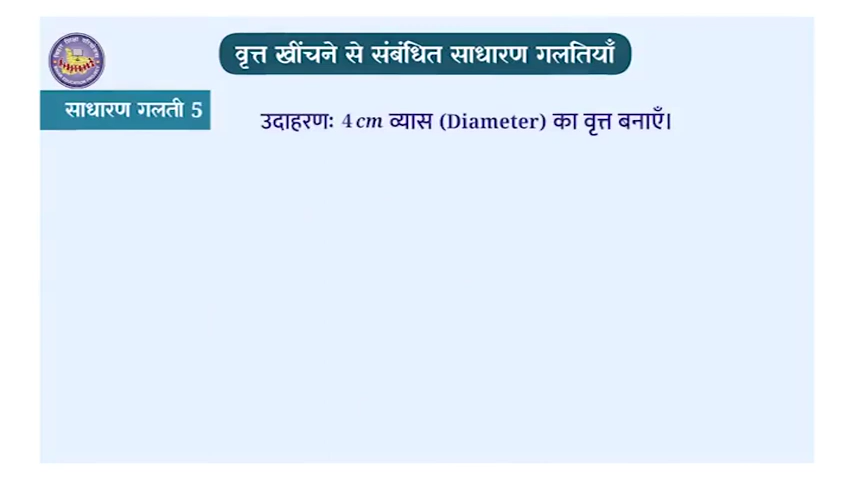 वृत्त खींचने से संबंधित साधारण गलतियाँ
साधारण गलती 5
उदाहरणः 4 cm व्यास (Diameter) का वृत्त बनाएँ।